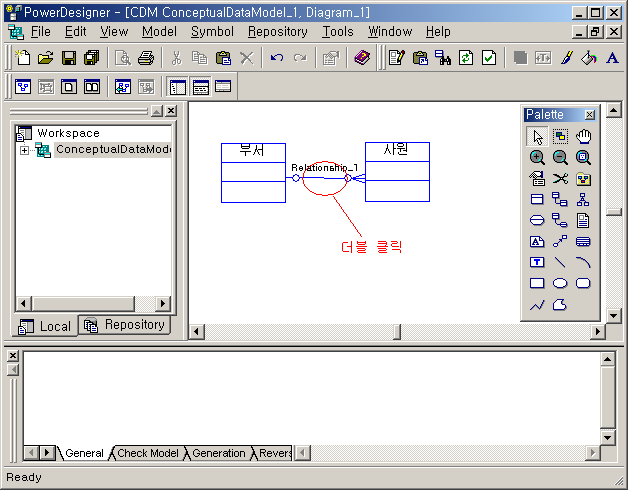 PowerDesigner - [CDM ConceptualDataModel_1, Diagram_1]
File Edit View Model Symbol Repository Tools Window Help
Workspace
ConceptualDataMode
Local
Repository
부서
사원
Relationship_1
더블 클릭
Palette
General
Check Model
Generation
Revers
Ready